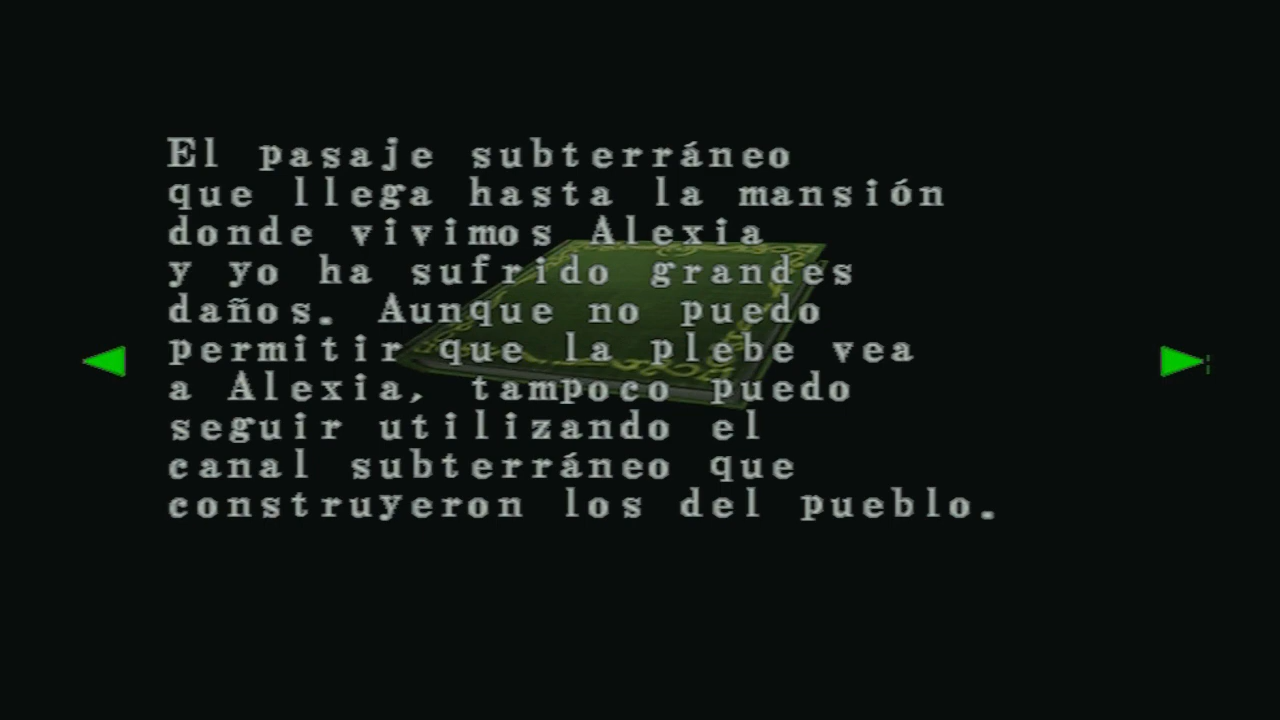 El pasaje subterráneo
que llega hasta la mansión
donde vivimos Alexia
y yo ha sufrido grandes
daños. Aunque no puedo
permitir que la plebe vea
a Alexia, tampoco puedo
seguir utilizando el
canal subterráneo que
construyeron los del pueblo.